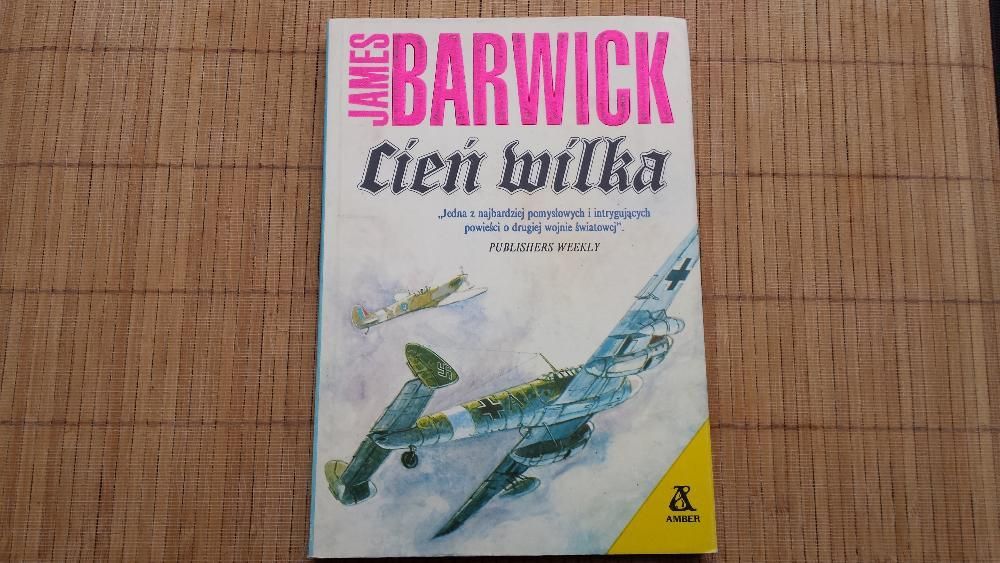 JAMES
BARWICK
Cień wilka
„Jedna z najbardziej pomysłowych i intrygujących
powieści o drugiej wojnie światowej”.
PUBLISHERS WEEKLY
AMBER